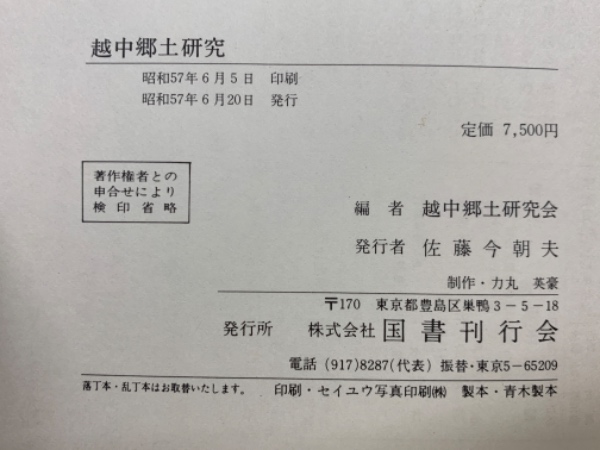 越中郷土研究
昭和57年6月5日 印刷
昭和57年6月20日 発行
定価 7,500円
著作権者との
申合せにより
検印省略
編者 越中郷土研究会
発行者 佐藤今朝夫
制作・力丸 英豪
〒170 東京都豊島区巣鴨3-5-18
発行所 株式会社 国書刊行会
電話 (917)8287(代表) 振替・東京5-65209
落丁本・乱丁本はお取替いたします。 印刷・セイユウ写真印刷㈱ 製本・青木製本